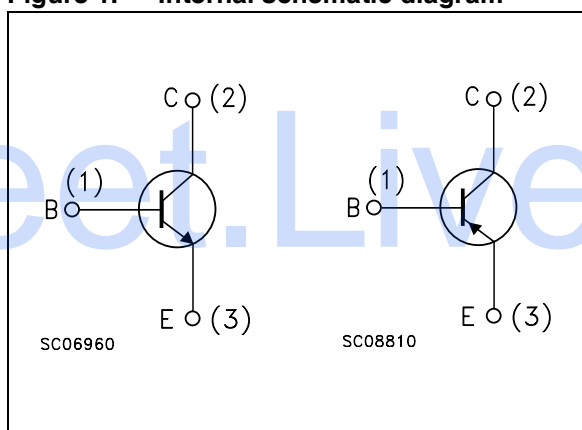 Figure 1. Internal schematic diagram
C (2)
(1)
B
E (3)
SC06960
C (2)
(1)
B
E (3)
SC08810
eet.Live